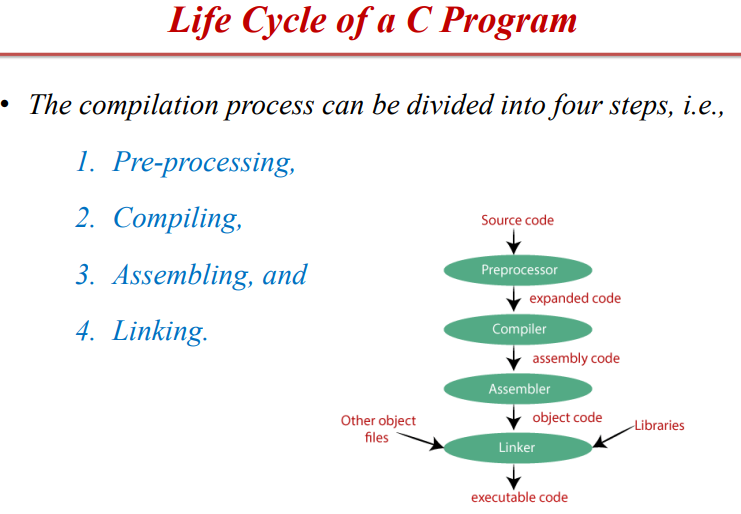 Life Cycle of a C Program
• The compilation process can be divided into four steps, i.e.,
1. Pre-processing,
2. Compiling,
3. Assembling, and
4. Linking.
Source code
Preprocessor
expanded code
Compiler
assembly code
Assembler
object code
Other object
files
Libraries
Linker
executable code